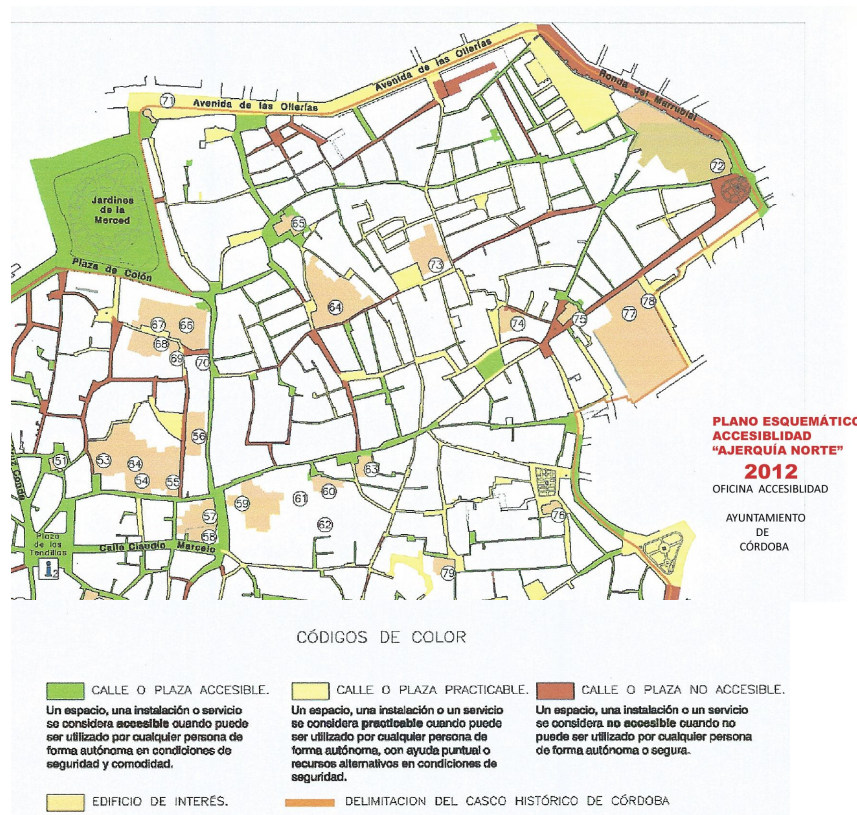 71
Avenida de las Ollerías
Avenida de las Ollerías
Ronda del Marrubial
72
Jardines
de la
Merced
65
73
Plaza de Colón
64
67
66
68
69
70
74
75
77
78
56
51
53
84
54
55
63
60
61
59
62
57
58
76
79
Plaza
de las
Tendillas
Calle Claudio Marcelo
i
2
PLANO ESQUEMÁTICO
ACCESIBLIDAD
“AJERQUÍA NORTE”
2012
OFICINA ACCESIBLIDAD
AYUNTAMIENTO
DE
CÓRDOBA
CÓDIGOS DE COLOR
CALLE O PLAZA ACCESIBLE.
Un espacio, una instalación o servicio
se considera accesible cuando puede
ser utilizado por cualquier persona de
forma autónoma en condiciones de
seguridad y comodidad.
CALLE O PLAZA PRACTICABLE.
Un espacio, una instalación o un servicio
se considera practicable cuando puede
ser utilizado por cualquier persona de
forma autónoma, con ayuda puntual o
recursos alternativos en condiciones de
seguridad.
CALLE O PLAZA NO ACCESIBLE.
Un espacio, una instalación o un servicio
se considera no accesible cuando no
puede ser utilizado por cualquier persona
de forma autónoma o segura.
EDIFICIO DE INTERÉS.
DELIMITACION DEL CASCO HISTÓRICO DE CÓRDOBA